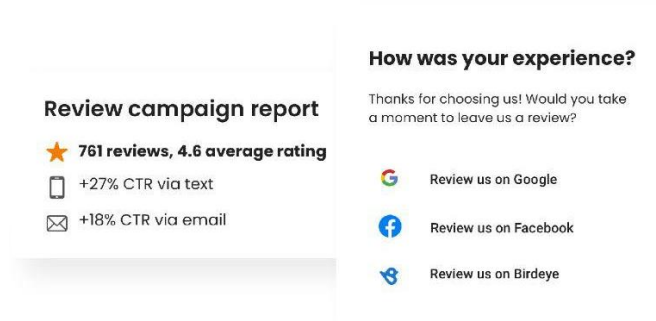 Review campaign report
761 reviews, 4.6 average rating
+27% CTR via text
+18% CTR via email
How was your experience?
Thanks for choosing us! Would you take
a moment to leave us a review?
Review us on Google
Review us on Facebook
Review us on Birdeye